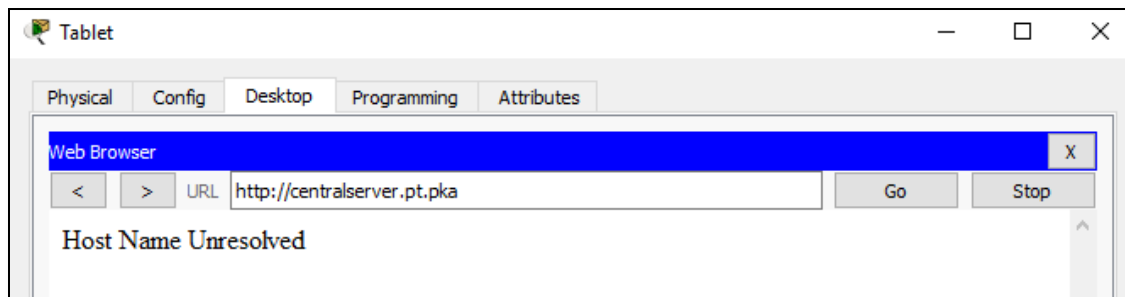 Tablet
Physical Config Desktop Programming Attributes
Web Browser X
< > URL http://centralserver.pt.pka Go Stop
Host Name Unresolved